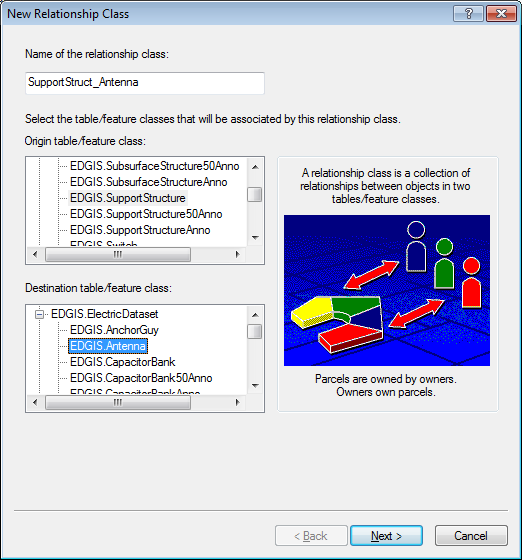 New Relationship Class
?
Name of the relationship class:
SupportStruct_Antenna
Select the table/feature classes that will be associated by this relationship class.
Origin table/feature class:
EDGIS.SubsurfaceStructure50Anno
EDGIS.SubsurfaceStructureAnno
EDGIS.SupportStructure
EDGIS.SupportStructure50Anno
EDGIS.SupportStructureAnno
EDGIS.Switch
A relationship class is a collection of
relationships between objects in two
tables/feature classes.
Destination table/feature class:
EDGIS.ElectricDataset
EDGIS.AnchorGuy
EDGIS.Antenna
EDGIS.CapacitorBank
EDGIS.CapacitorBank50Anno
EDGIS.CapacitorBankAnno
Parcels are owned by owners.
Owners own parcels.
< Back
Next >
Cancel